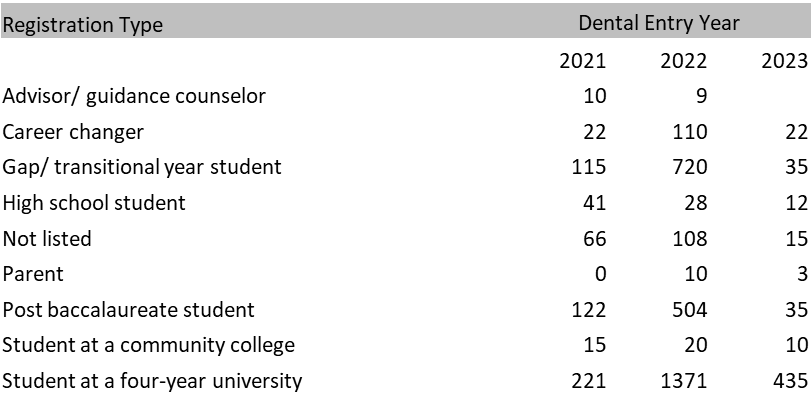 Registration Type Dental Entry Year
2021 2022 2023
Advisor/ guidance counselor 10 9
Career changer 22 110 22
Gap/ transitional year student 115 720 35
High school student 41 28 12
Not listed 66 108 15
Parent 0 10 3
Post baccalaureate student 122 504 35
Student at a community college 15 20 10
Student at a four-year university 221 1371 435